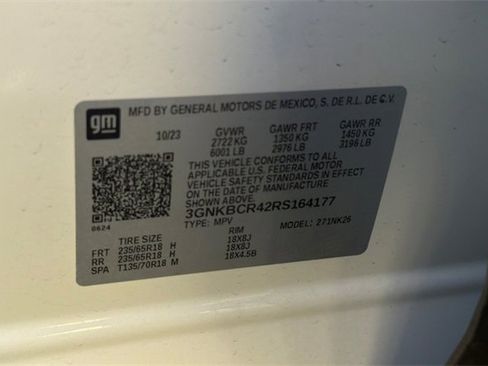 gm
MFD BY GENERAL MOTORS DE MEXICO, S. DE R.L. DE C.V.
10/23 GVWR GAWR FRT GAWR RR
2722 KG 1350 KG 1450 KG
6001 LB 2976 LB 3196 LB
THIS VEHICLE CONFORMS TO ALL
APPLICABLE U.S. FEDERAL MOTOR
VEHICLE SAFETY STANDARDS IN EFFECT
ON THE DATE OF MANUFACTURE
SHOWN ABOVE.
3GNKBCR42RS164177
TYPE: MPV MODEL: 271NK26
0624
TIRE SIZE RIM
FRT 235/65R18 H 18X8J
RR 235/65R18 H 18X8J
SPA T135/70R18 M 18X4.5B